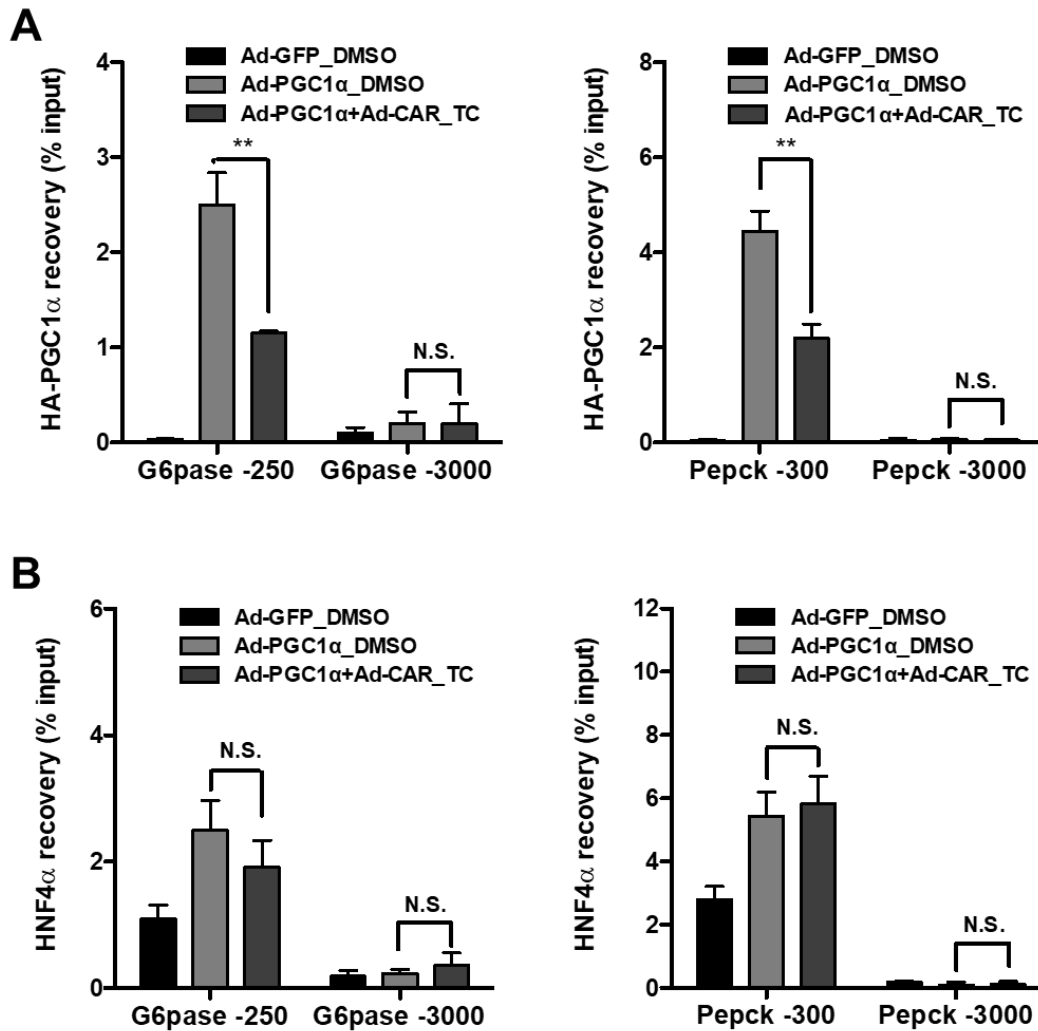 A
HA-PGC1α recovery (% input)
4
3
2
1
0
Ad-GFP_DMSO
Ad-PGC1α_DMSO
Ad-PGC1α+Ad-CAR_TC
**
N.S.
G6pase -250
G6pase -3000
HA-PGC1α recovery (% input)
8
6
4
2
0
Ad-GFP_DMSO
Ad-PGC1α_DMSO
Ad-PGC1α+Ad-CAR_TC
**
N.S.
Pepck -300
Pepck -3000
B
HNF4α recovery (% input)
6
4
2
0
Ad-GFP_DMSO
Ad-PGC1α_DMSO
Ad-PGC1α+Ad-CAR_TC
N.S.
N.S.
G6pase -250
G6pase -3000
HNF4α recovery (% input)
12
10
8
6
4
2
0
Ad-GFP_DMSO
Ad-PGC1α_DMSO
Ad-PGC1α+Ad-CAR_TC
N.S.
N.S.
Pepck -300
Pepck -3000